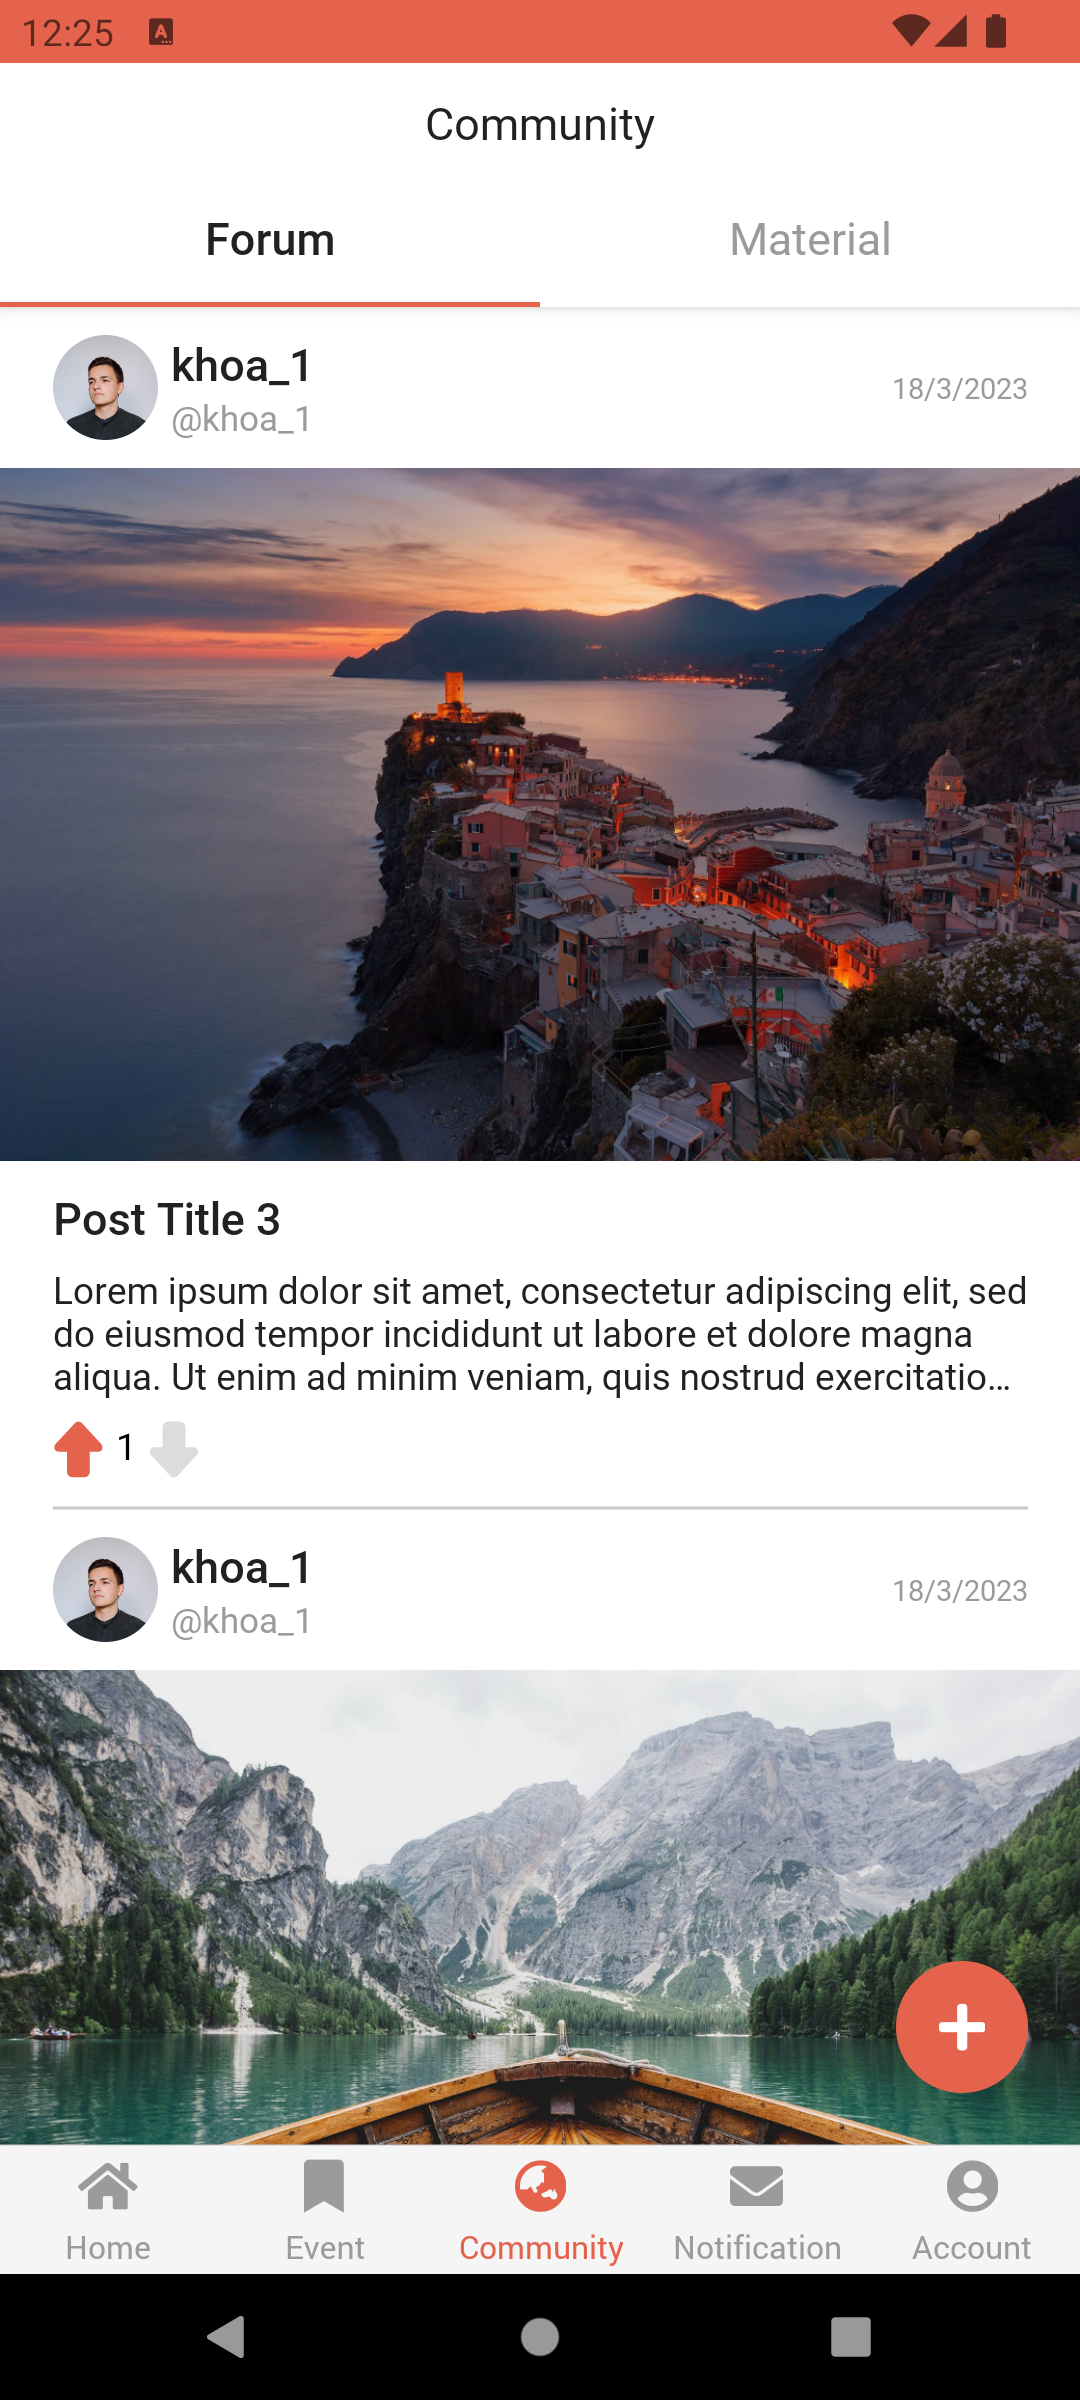 12:25
Community
Forum
Material
khoa_1
@khoa_1
18/3/2023
Post Title 3
Lorem ipsum dolor sit amet, consectetur adipiscing elit, sed
do eiusmod tempor incididunt ut labore et dolore magna
aliqua. Ut enim ad minim veniam, quis nostrud exercitatio…
1
khoa_1
@khoa_1
18/3/2023
Home
Event
Community
Notification
Account